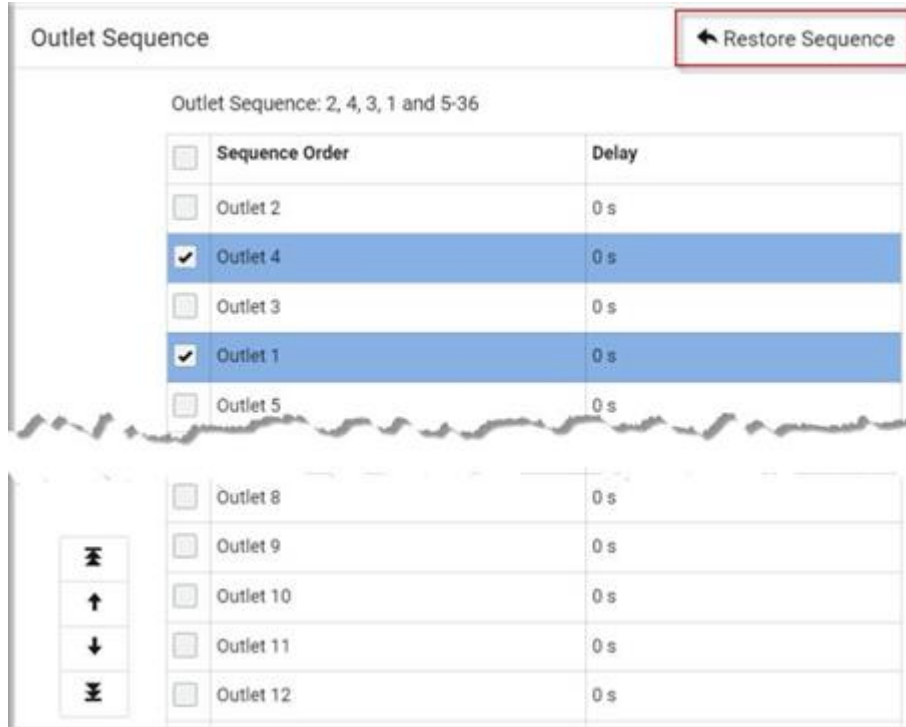 Outlet Sequence
Restore Sequence
Outlet Sequence: 2, 4, 3, 1 and 5-36
Sequence Order Delay
Outlet 2 0 s
Outlet 4 0 s
Outlet 3 0 s
Outlet 1 0 s
Outlet 5 0 s
Outlet 8 0 s
Outlet 9 0 s
Outlet 10 0 s
Outlet 11 0 s
Outlet 12 0 s